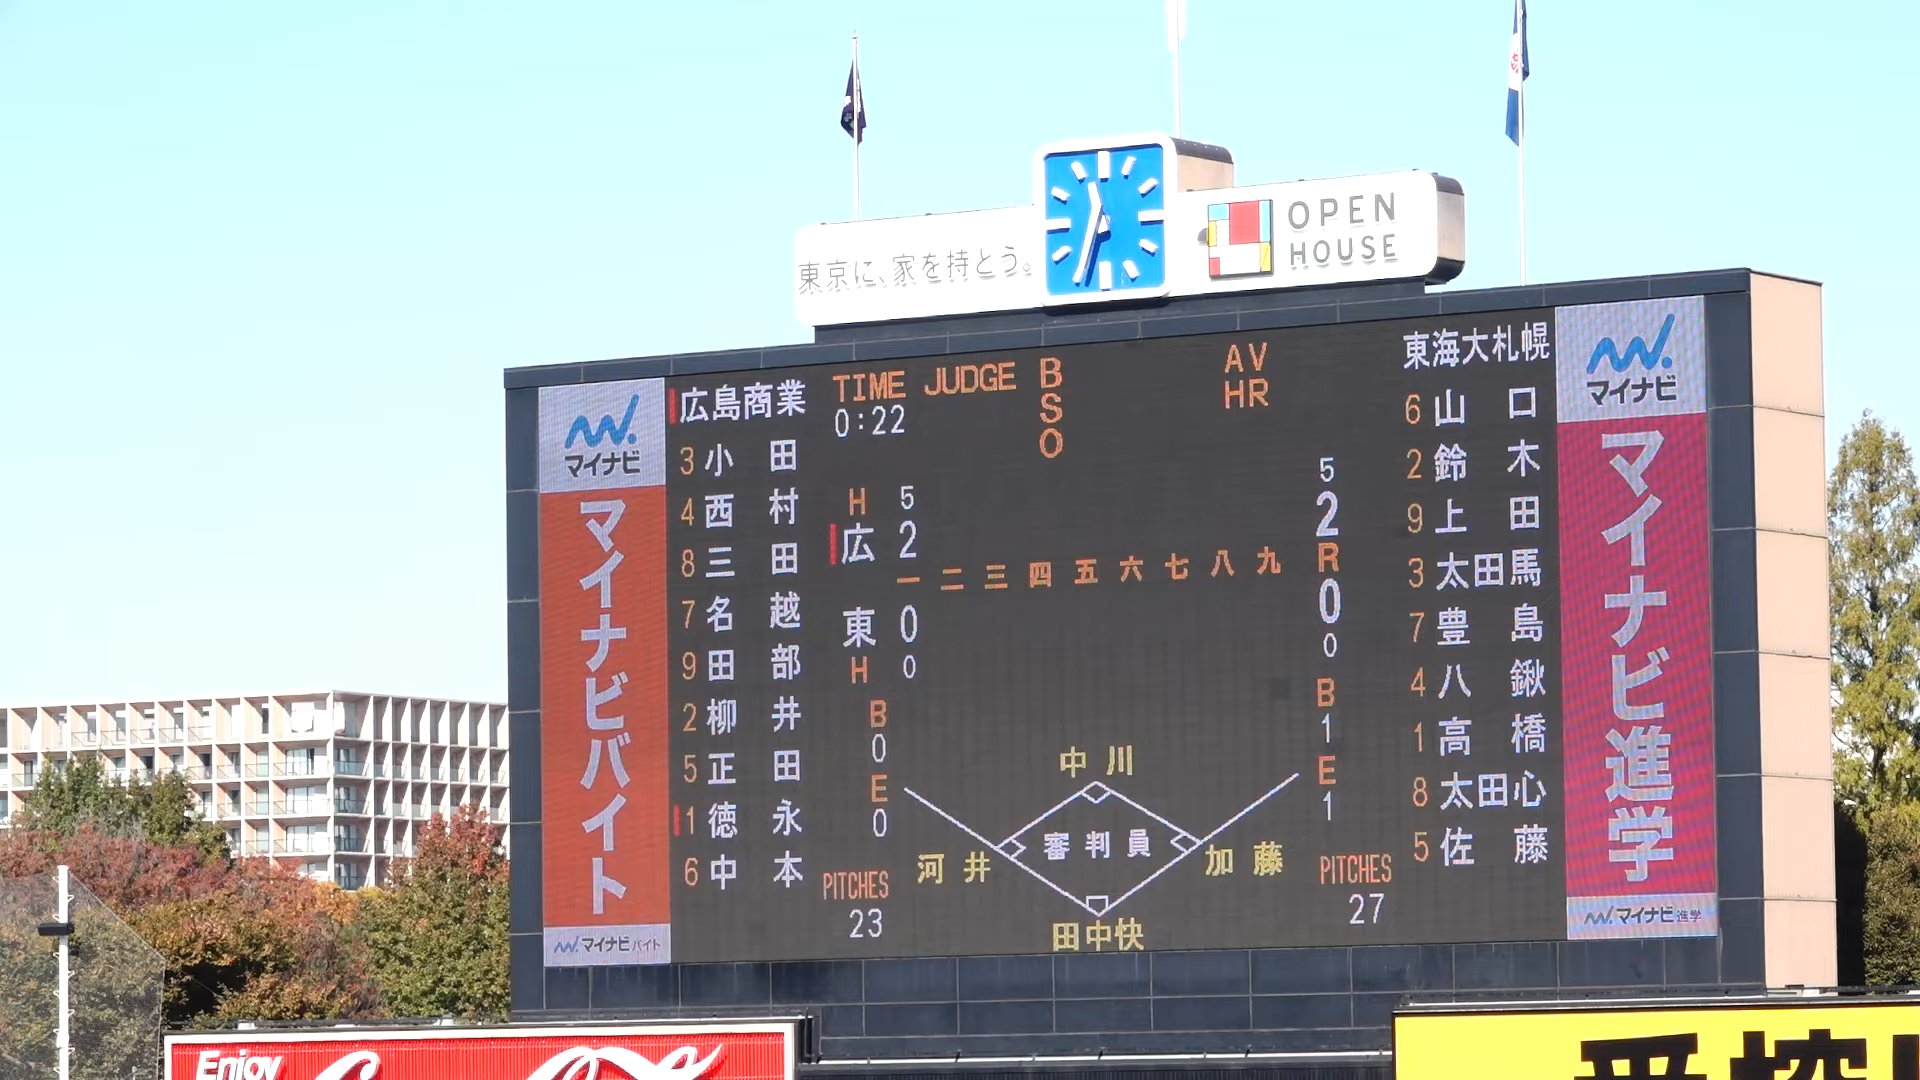 東京に、家を持とう。
OPEN
HOUSE
マイナビ
マイナビバイト
マイナビバイト
広島商業
3 小田
4 西村
8 三田
7 名越
9 田部
2 柳井
5 正田
1 徳永
6 中本
TIME JUDGE
0:22
B
S
O
AV
HR
H 5 5
広 2 2
一 二 三 四 五 六 七 八 九 R
東 0 0
H 0 0
B
0
E
0
PITCHES
23
中川
審判員
河井
加藤
田中快
B
1
E
1
PITCHES
27
東海大札幌
6 山口
2 鈴木
9 上田
3 太田馬
7 豊島
4 八鍬
1 高橋
8 太田心
5 佐藤
マイナビ
マイナビ進学
マイナビ進学
Enjoy